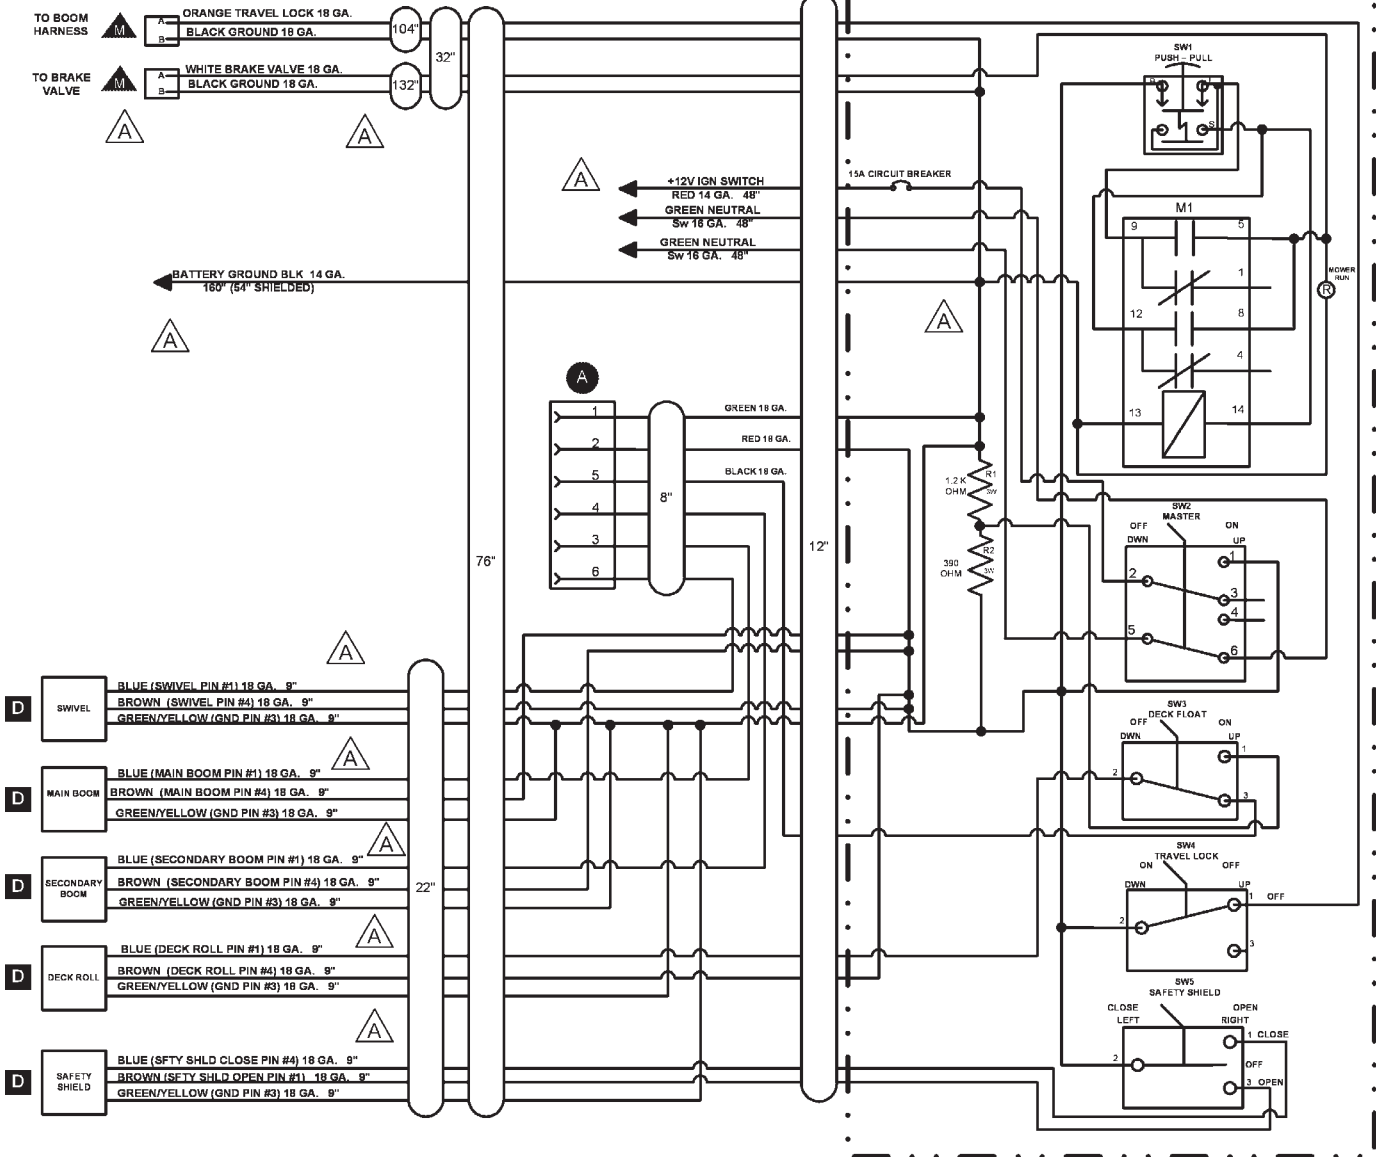 TO BOOM
HARNESS
M
A
B
ORANGE TRAVEL LOCK 18 GA.
BLACK GROUND 18 GA.
104"
32"
TO BRAKE
VALVE
M
A
B
WHITE BRAKE VALVE 18 GA.
BLACK GROUND 18 GA.
132"
A
A
A
+12V IGN SWITCH
RED 14 GA. 48"
GREEN NEUTRAL
Sw 16 GA. 48"
GREEN NEUTRAL
Sw 16 GA. 48"
15A CIRCUIT BREAKER
BATTERY GROUND BLK 14 GA.
160" (54" SHIELDED)
A
A
SW1
PUSH - PULL
S
M1
9
5
1
12
8
4
13
14
MOWER
RUN
R
A
1
2
5
4
3
6
8"
GREEN 18 GA.
RED 18 GA.
BLACK 18 GA.
76"
12"
1.2 K
OHM
R1
3W
390
OHM
R2
3W
SW2
MASTER
OFF
ON
DWN
UP
1
2
3
4
5
6
A
D
SWIVEL
BLUE (SWIVEL PIN #1) 18 GA. 9"
BROWN (SWIVEL PIN #4) 18 GA. 9"
GREEN/YELLOW (GND PIN #3) 18 GA. 9"
A
SW3
DECK FLOAT
OFF
ON
DWN
UP
1
2
3
D
MAIN BOOM
BLUE (MAIN BOOM PIN #1) 18 GA. 9"
BROWN (MAIN BOOM PIN #4) 18 GA. 9"
GREEN/YELLOW (GND PIN #3) 18 GA. 9"
A
D
SECONDARY
BOOM
BLUE (SECONDARY BOOM PIN #1) 18 GA. 9"
BROWN (SECONDARY BOOM PIN #4) 18 GA. 9"
GREEN/YELLOW (GND PIN #3) 18 GA. 9"
22"
SW4
TRAVEL LOCK
ON
OFF
DWN
UP
1
OFF
2
3
A
D
DECK ROLL
BLUE (DECK ROLL PIN #1) 18 GA. 9"
BROWN (DECK ROLL PIN #4) 18 GA. 9"
GREEN/YELLOW (GND PIN #3) 18 GA. 9"
A
SW5
SAFETY SHIELD
CLOSE
OPEN
LEFT
RIGHT
1 CLOSE
2
OFF
3 OPEN
D
SAFETY
SHIELD
BLUE (SFTY SHLD CLOSE PIN #4) 18 GA. 9"
BROWN (SFTY SHLD OPEN PIN #1) 18 GA. 9"
GREEN/YELLOW (GND PIN #3) 18 GA. 9"